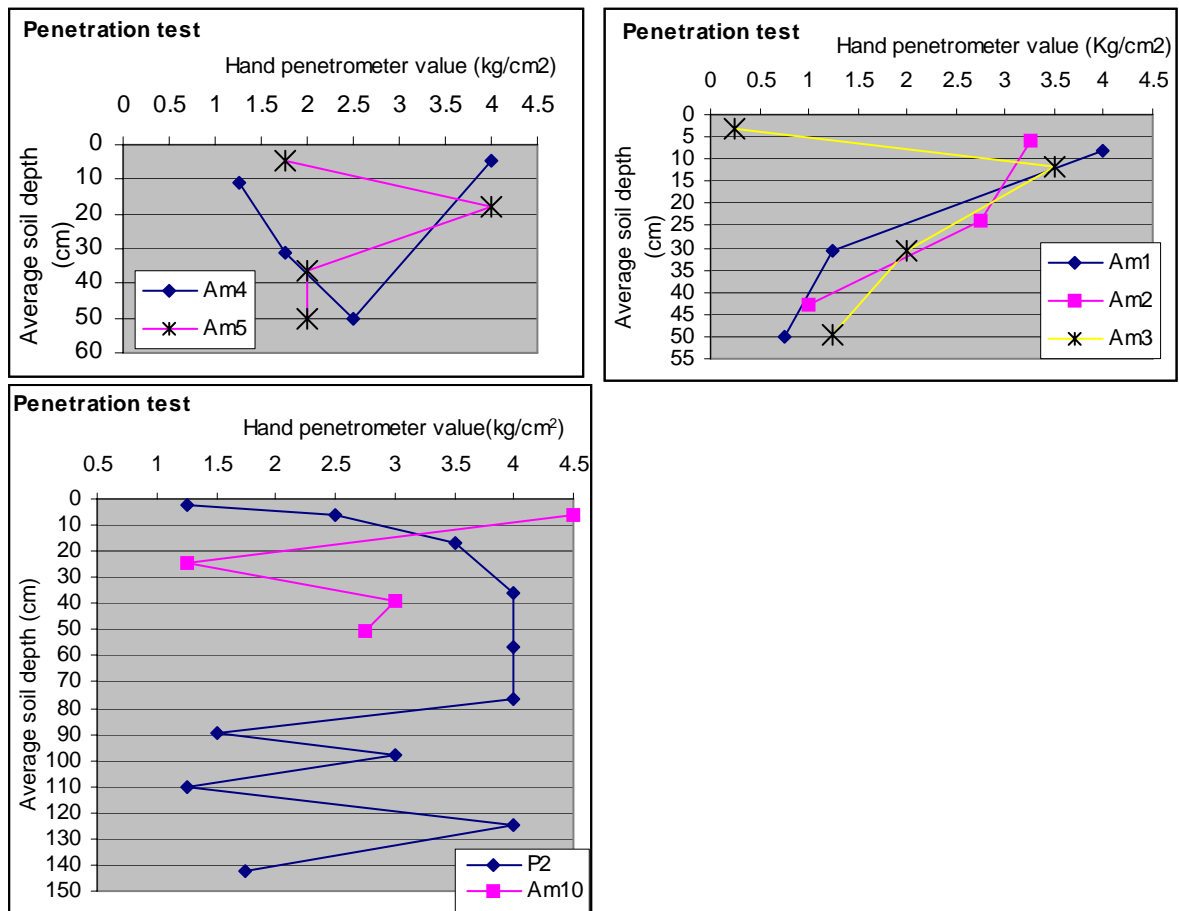 Penetration test
Hand penetrometer value (kg/cm2)
0 0.5 1 1.5 2 2.5 3 3.5 4 4.5
Average soil depth
(cm)
0
10
20
30
40
50
60
Am4
Am5
Penetration test
Hand penetrometer value (Kg/cm2)
0 0.5 1 1.5 2 2.5 3 3.5 4 4.5
Average soil depth
(cm)
0
5
10
15
20
25
30
35
40
45
50
55
Am1
Am2
Am3
Penetration test
Hand penetrometer value(kg/cm²)
0.5 1 1.5 2 2.5 3 3.5 4 4.5
Average soil depth (cm)
0
10
20
30
40
50
60
70
80
90
100
110
120
130
140
150
P2
Am10